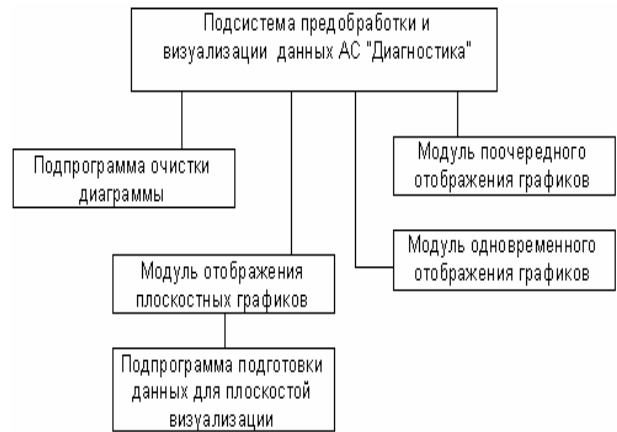 Подсистема предобработки и
визуализации данных АС "Диагностика"
Подпрограмма очистки
диаграммы
Модуль поочередного
отображения графиков
Модуль одновременного
отображения графиков
Модуль отображения
плоскостных графиков
Подпрограмма подготовки
данных для плоскостой
визуализации